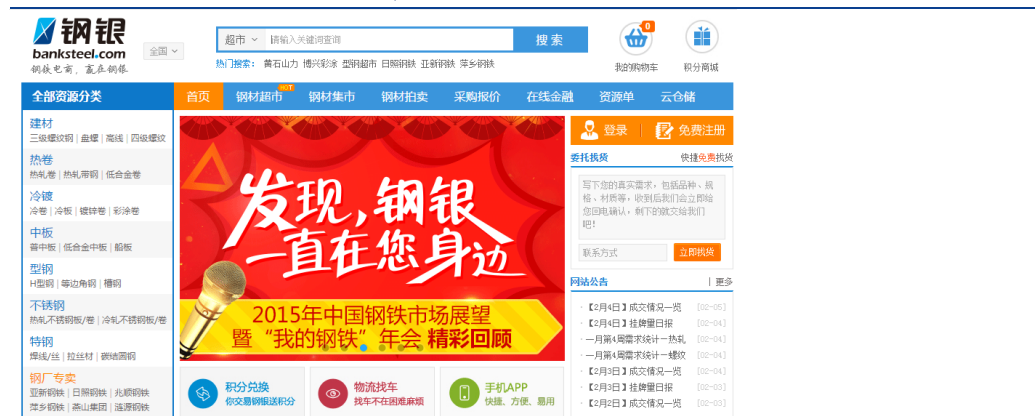 钢银
banksteel.com
钢铁电商，赢在钢银
全国
超市
请输入关键词查询
搜索
热门搜索： 黄石山力 博兴彩涂 型钢超市 日照钢铁 亚新钢铁 萍乡钢铁
0
我的购物车
积分商城
全部资源分类
首页
钢材超市
HOT
钢材集市
钢材拍卖
采购报价
在线金融
资源单
云仓储
建材
三级螺纹钢 | 盘螺 | 高线 | 四级螺纹
热卷
热轧卷 | 热轧带钢 | 低合金卷
冷镀
冷卷 | 冷板 | 镀锌卷 | 彩涂卷
中板
普中板 | 低合金中板 | 船板
型钢
H型钢 | 等边角钢 | 槽钢
不锈钢
热轧不锈钢板/卷 | 冷轧不锈钢板/卷
特钢
焊线/丝 | 拉丝材 | 碳结圆钢
钢厂专卖
亚新钢铁 | 日照钢铁 | 兆顺钢铁
萍乡钢铁 | 燕山集团 | 涟源钢铁
发现，钢银
一直在您身边
2015年中国钢铁市场展望
暨“我的钢铁”年会 精彩回顾
积分兑换
你交易钢银送积分
物流找车
找车不在困难麻烦
手机APP
快捷、方便、易用
登录
免费注册
委托找货
快捷免费找货
写下您的真实需求，包括品种、规
格、材质等，收到后我们会立即给
您回电确认，剩下的就交给我们
吧！
联系方式
立即找货
网站公告
| 更多
· 【2月4日】成交情况一览 [02-05]
· 【2月4日】挂牌量日报 [02-04]
· 一月第4周需求统计－热轧 [02-04]
· 一月第4周需求统计－螺纹 [02-04]
· 【2月3日】成交情况一览 [02-04]
· 【2月3日】挂牌量日报 [02-03]
· 【2月2日】成交情况一览 [02-03]